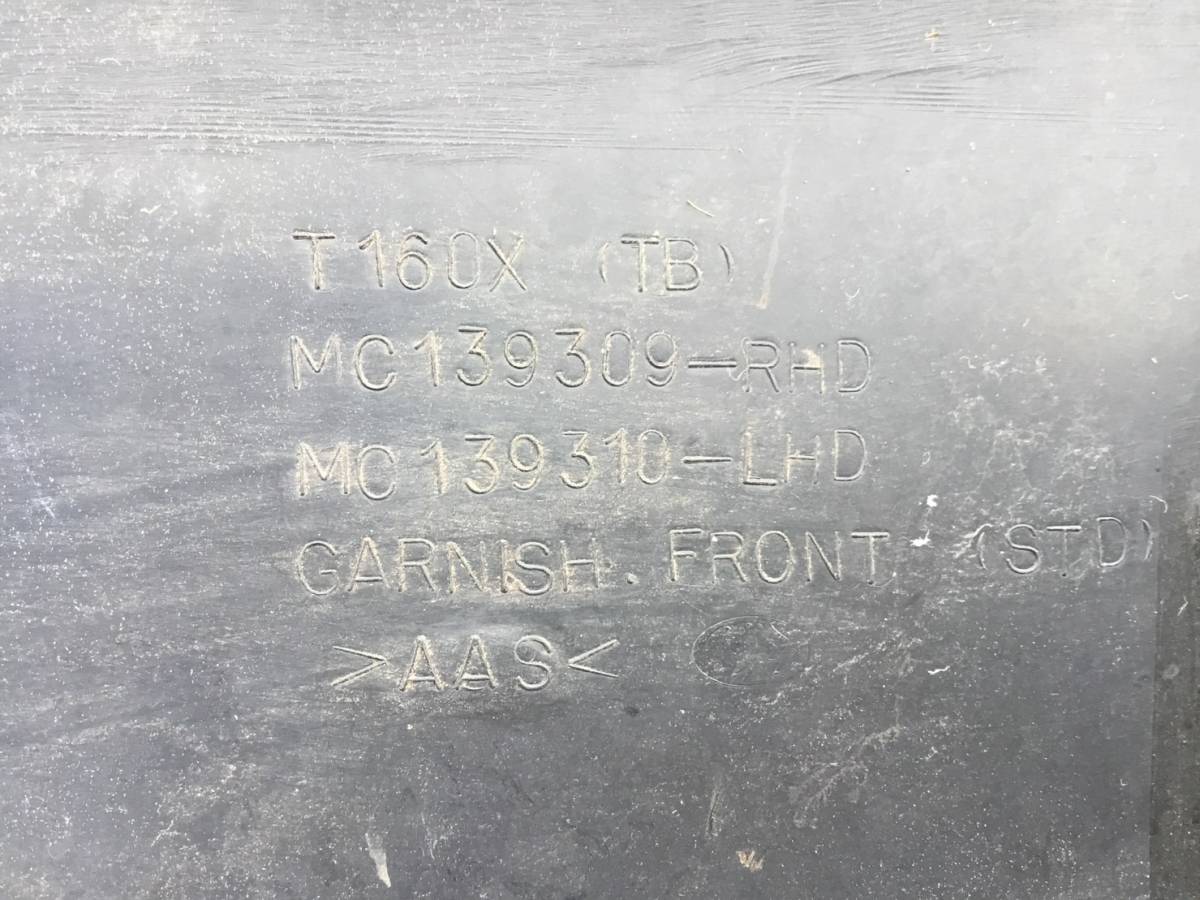 T160X (TB)
MC139309-RHD
MC139310-LHD
GARNISH. FRONT (STD)
>AAS<